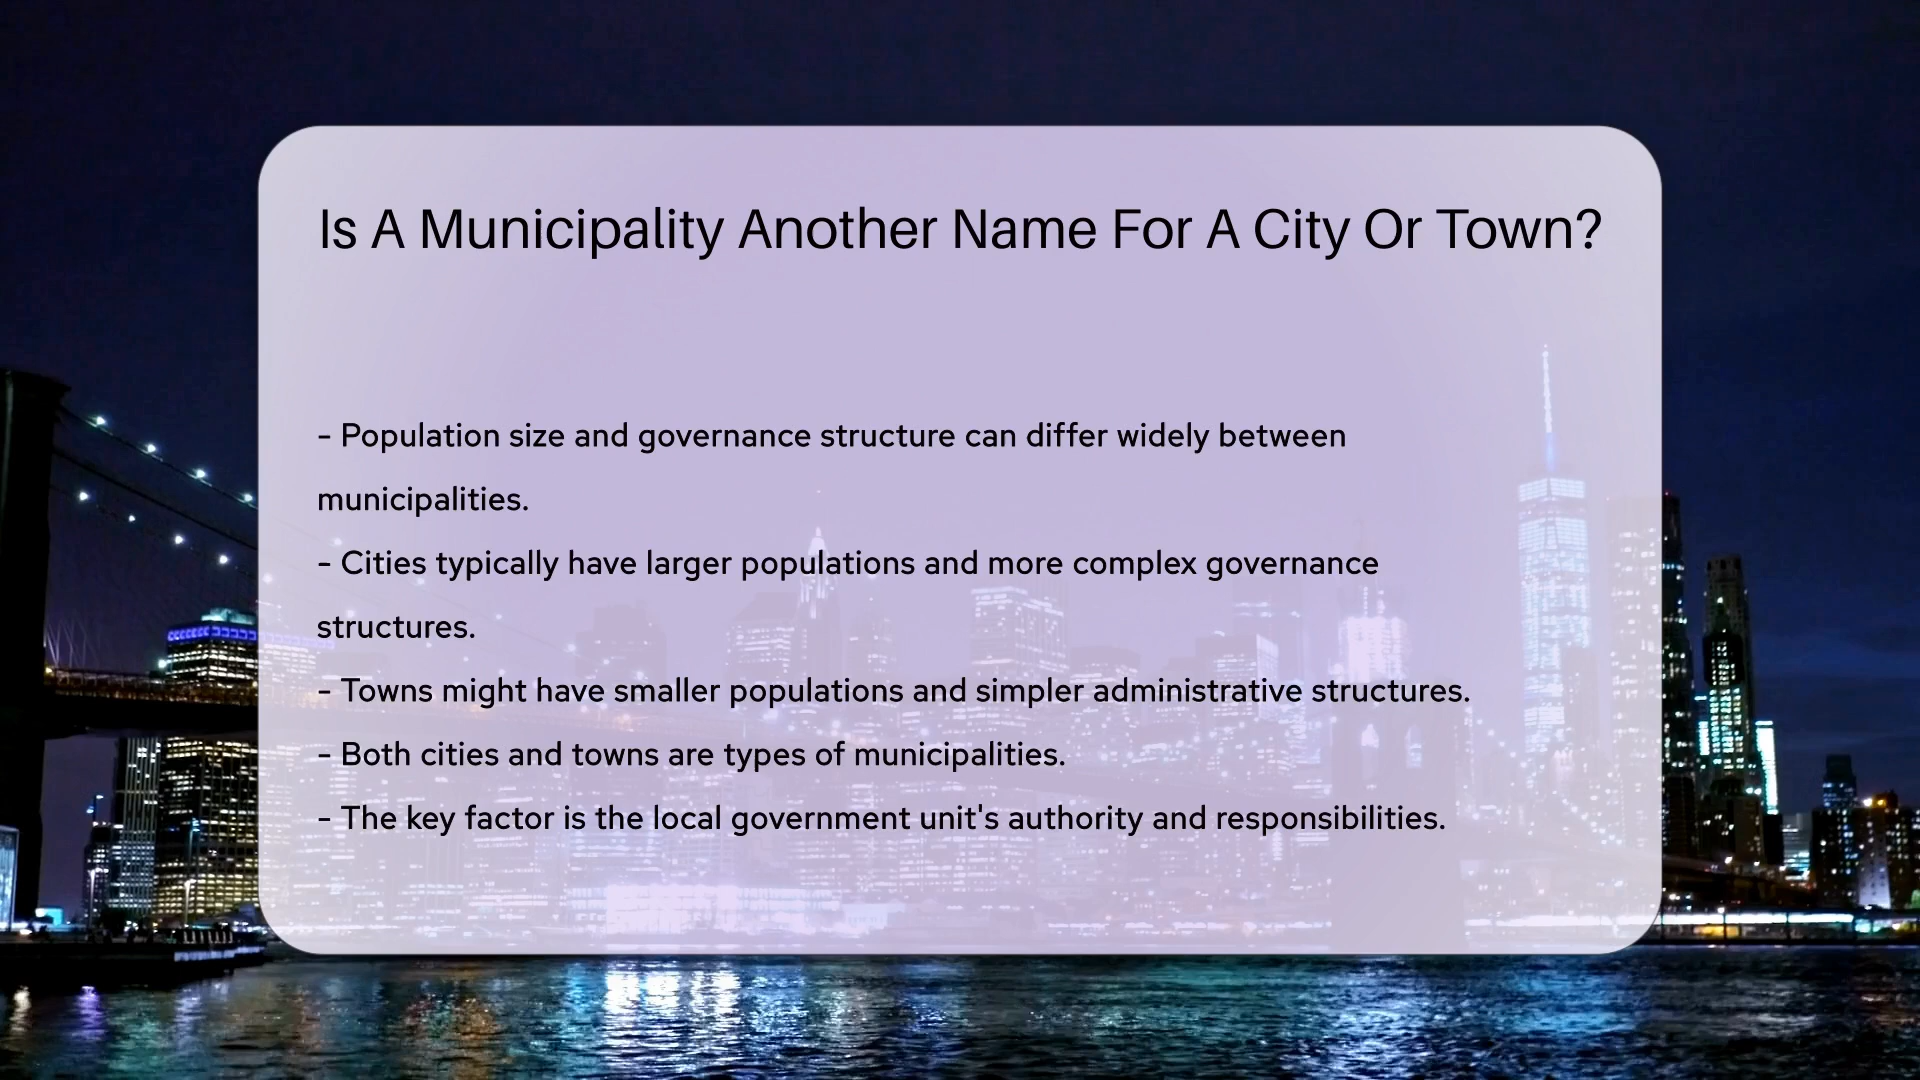 Is A Municipality Another Name For A City Or Town?
- Population size and governance structure can differ widely between
municipalities.
- Cities typically have larger populations and more complex governance
structures.
- Towns might have smaller populations and simpler administrative structures.
- Both cities and towns are types of municipalities.
- The key factor is the local government unit's authority and responsibilities.